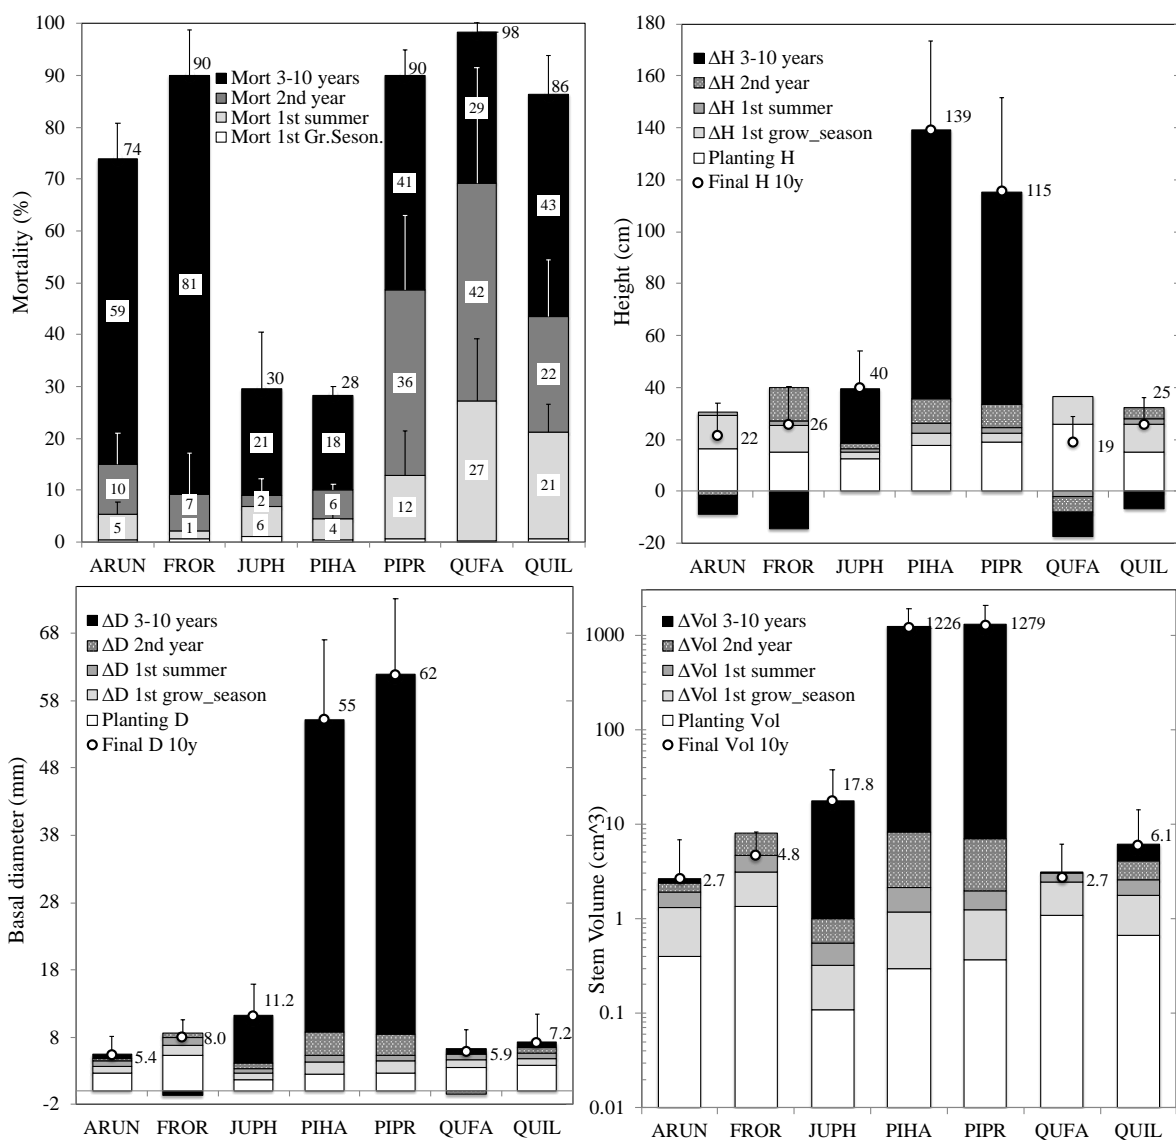 100
90
80
70
60
50
40
30
20
10
0
Mortality (%)
Mort 3-10 years
Mort 2nd year
Mort 1st summer
Mort 1st Gr.Seson.
74
90
30
28
90
98
86
59
10
5
81
7
1
21
2
6
18
6
4
41
36
12
29
42
27
43
22
21
ARUN FROR JUPH PIHA PIPR QUFA QUIL
180
160
140
120
100
80
60
40
20
0
-20
Height (cm)
ΔH 3-10 years
ΔH 2nd year
ΔH 1st summer
ΔH 1st grow_season
Planting H
Final H 10y
22
26
40
139
115
19
25
ARUN FROR JUPH PIHA PIPR QUFA QUIL
68
58
48
38
28
18
8
-2
Basal diameter (mm)
ΔD 3-10 years
ΔD 2nd year
ΔD 1st summer
ΔD 1st grow_season
Planting D
Final D 10y
5.4
8.0
11.2
55
62
5.9
7.2
ARUN FROR JUPH PIHA PIPR QUFA QUIL
1000
100
10
1
0.1
0.01
Stem Volume (cm^3)
ΔVol 3-10 years
ΔVol 2nd year
ΔVol 1st summer
ΔVol 1st grow_season
Planting Vol
Final Vol 10y
2.7
4.8
17.8
1226
1279
2.7
6.1
ARUN FROR JUPH PIHA PIPR QUFA QUIL